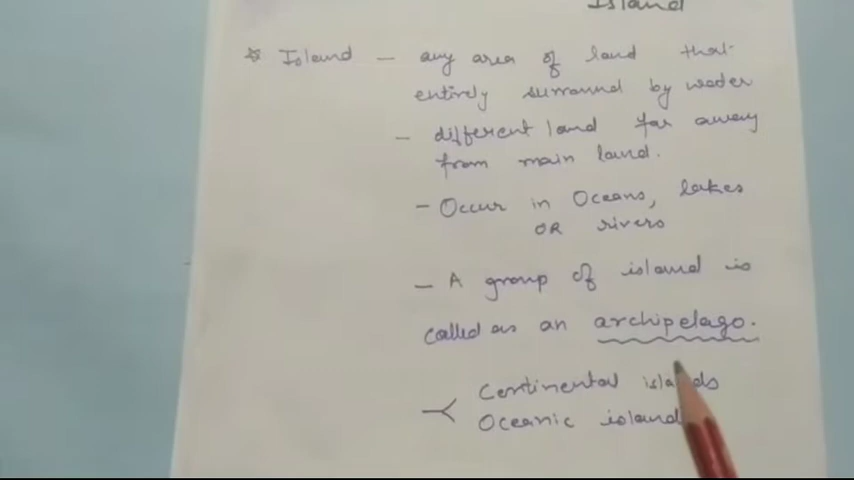 Island
☆ Island - any area of land that
entirely surround by water
- different land far away
from main land.
- Occur in Oceans, lakes
OR rivers
- A group of island is
called as an archipelago.
Continental islands
Oceanic island